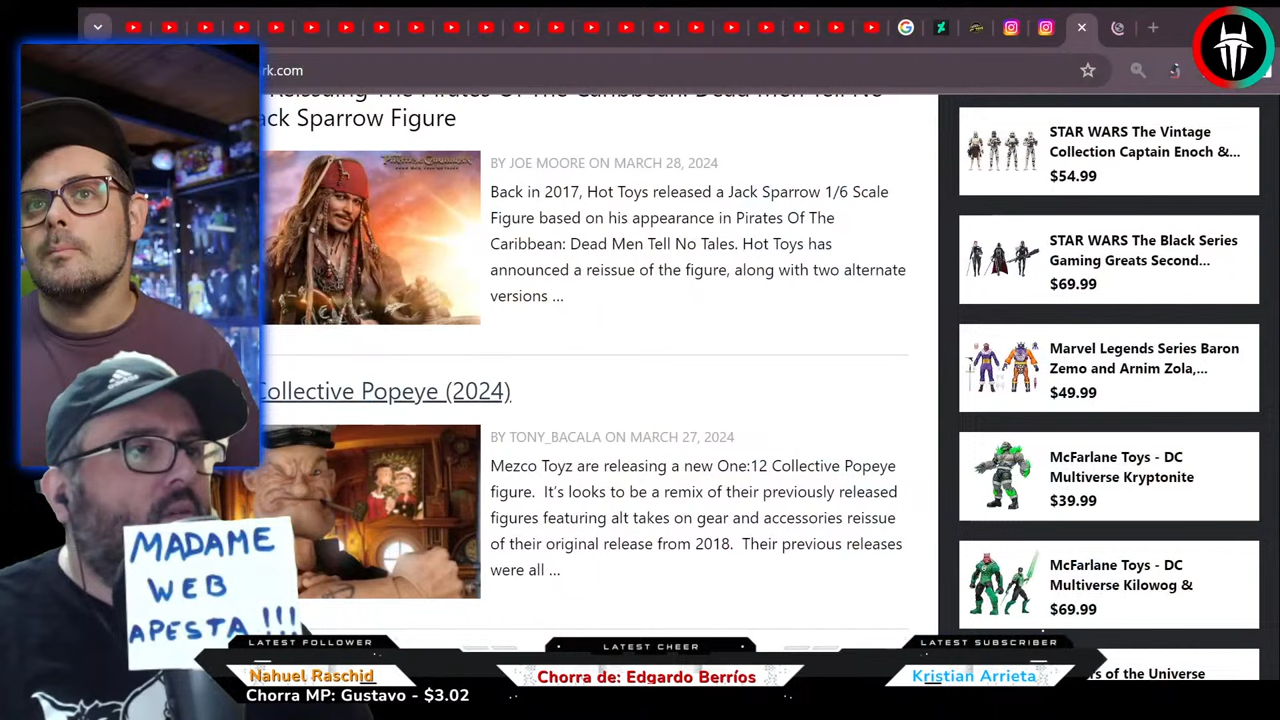 rk.com
Reissuing The Pirates Of The Caribbean: Dead Men Tell No
ack Sparrow Figure
BY JOE MOORE ON MARCH 28, 2024
Back in 2017, Hot Toys released a Jack Sparrow 1/6 Scale
Figure based on his appearance in Pirates Of The
Caribbean: Dead Men Tell No Tales. Hot Toys has
announced a reissue of the figure, along with two alternate
versions ...
Collective Popeye (2024)
BY TONY_BACALA ON MARCH 27, 2024
Mezco Toyz are releasing a new One:12 Collective Popeye
figure. It's looks to be a remix of their previously released
figures featuring alt takes on gear and accessories reissue
of their original release from 2018. Their previous releases
were all ...
STAR WARS The Vintage
Collection Captain Enoch &...
$54.99
STAR WARS The Black Series
Gaming Greats Second...
$69.99
Marvel Legends Series Baron
Zemo and Arnim Zola,...
$49.99
McFarlane Toys - DC
Multiverse Kryptonite
$39.99
McFarlane Toys - DC
Multiverse Kilowog &
$69.99
rs of the Universe
MADAME
WEB
APESTA!!!
LATEST FOLLOWER
Nahuel Raschid
LATEST CHEER
Chorra de: Edgardo Berríos
LATEST SUBSCRIBER
Kristian Arrieta
Chorra MP: Gustavo - $3.02